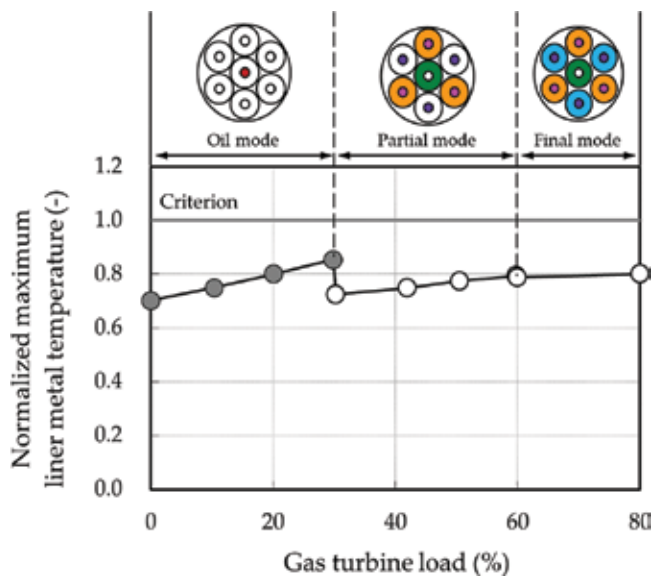 Oil mode
Partial mode
Final mode
1.2
Criterion
1.0
0.8
0.6
0.4
0.2
0.0
0
20
40
60
80
Normalized maximum
liner metal temperature (-)
Gas turbine load (%)